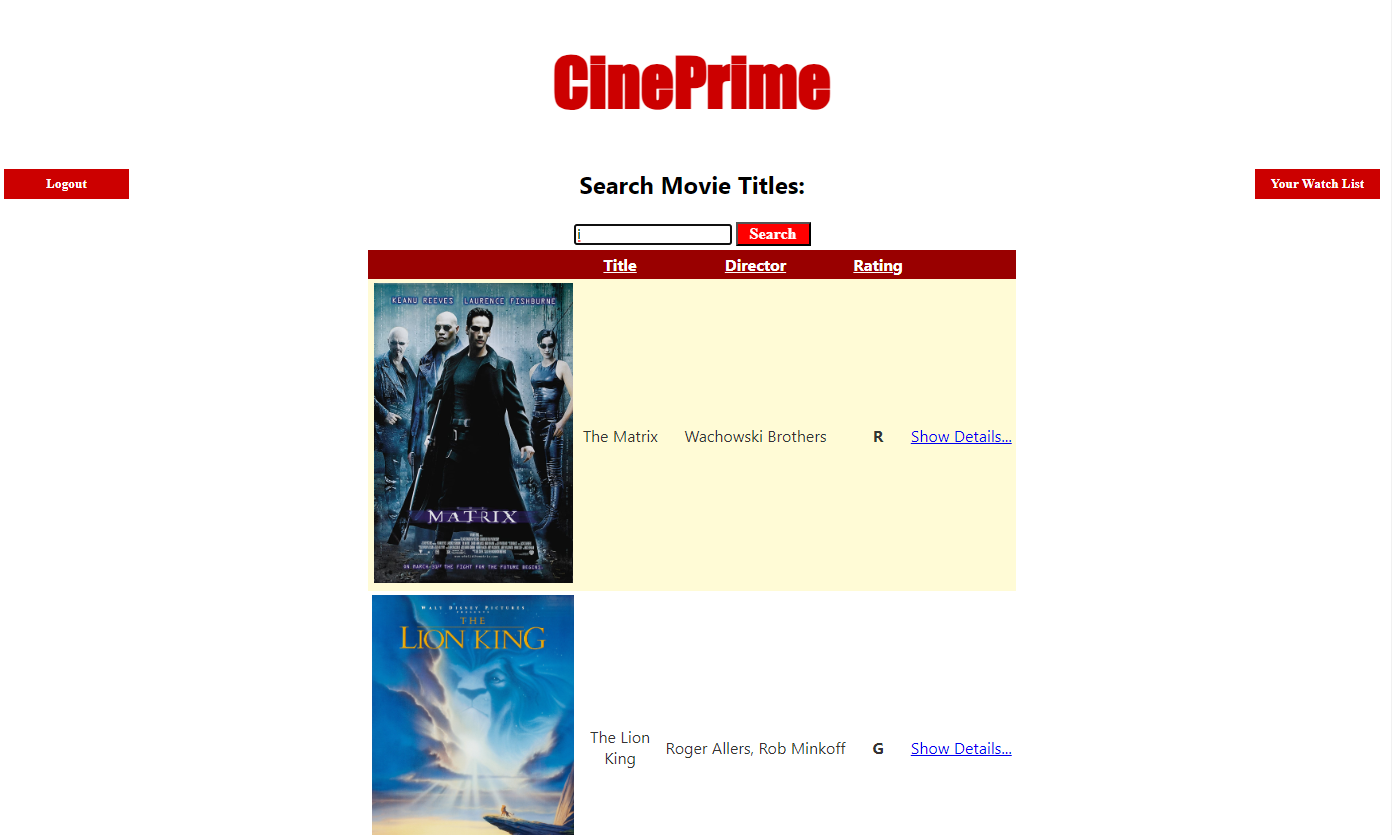 CinePrime
Logout
Search Movie Titles:
Your Watch List
i
Search
Title Director Rating
KEANU REEVES LAURENCE FISHBURNE
The Matrix Wachowski Brothers R Show Details...
THE
MATRIX
ON MARCH 31ST THE FIGHT FOR THE FUTURE BEGINS.
WALT DISNEY PICTURES
PRESENTS
THE
LION KING
The Lion
King
Roger Allers, Rob Minkoff G Show Details...